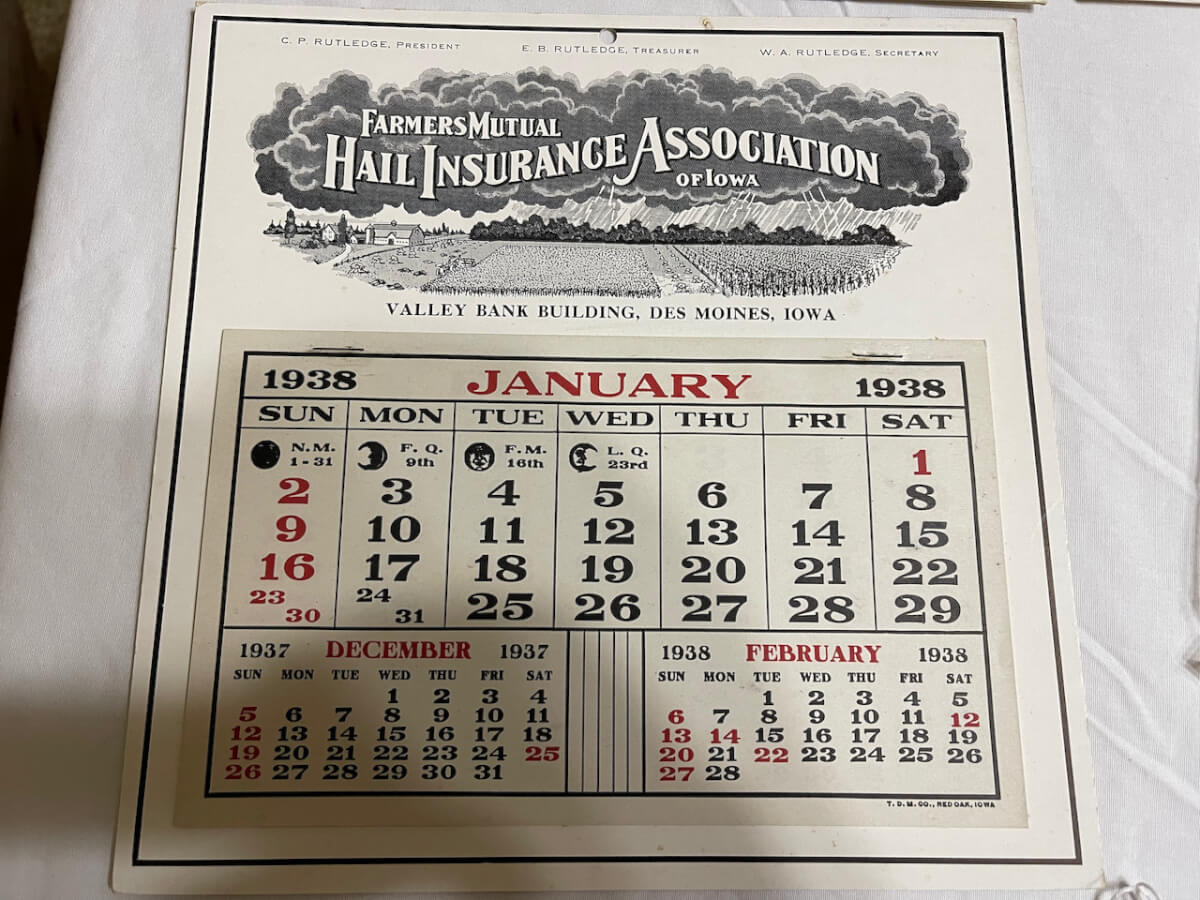 C. P. RUTLEDGE, PRESIDENT E. B. RUTLEDGE, TREASURER W. A. RUTLEDGE, SECRETARY
FARMERS MUTUAL
HAIL INSURANCE ASSOCIATION
OF IOWA
VALLEY BANK BUILDING, DES MOINES, IOWA
1938 JANUARY 1938
SUN MON TUE WED THU FRI SAT
N.M. F. Q. F. M. L. Q.
1-31 9th 16th 23rd 1
2 3 4 5 6 7 8
9 10 11 12 13 14 15
16 17 18 19 20 21 22
23 24 25 26 27 28 29
30 31
1937 DECEMBER 1937
SUN MON TUE WED THU FRI SAT
1 2 3 4
5 6 7 8 9 10 11
12 13 14 15 16 17 18
19 20 21 22 23 24 25
26 27 28 29 30 31
1938 FEBRUARY 1938
SUN MON TUE WED THU FRI SAT
1 2 3 4 5
6 7 8 9 10 11 12
13 14 15 16 17 18 19
20 21 22 23 24 25 26
27 28
T. D. M. CO., RED OAK, IOWA